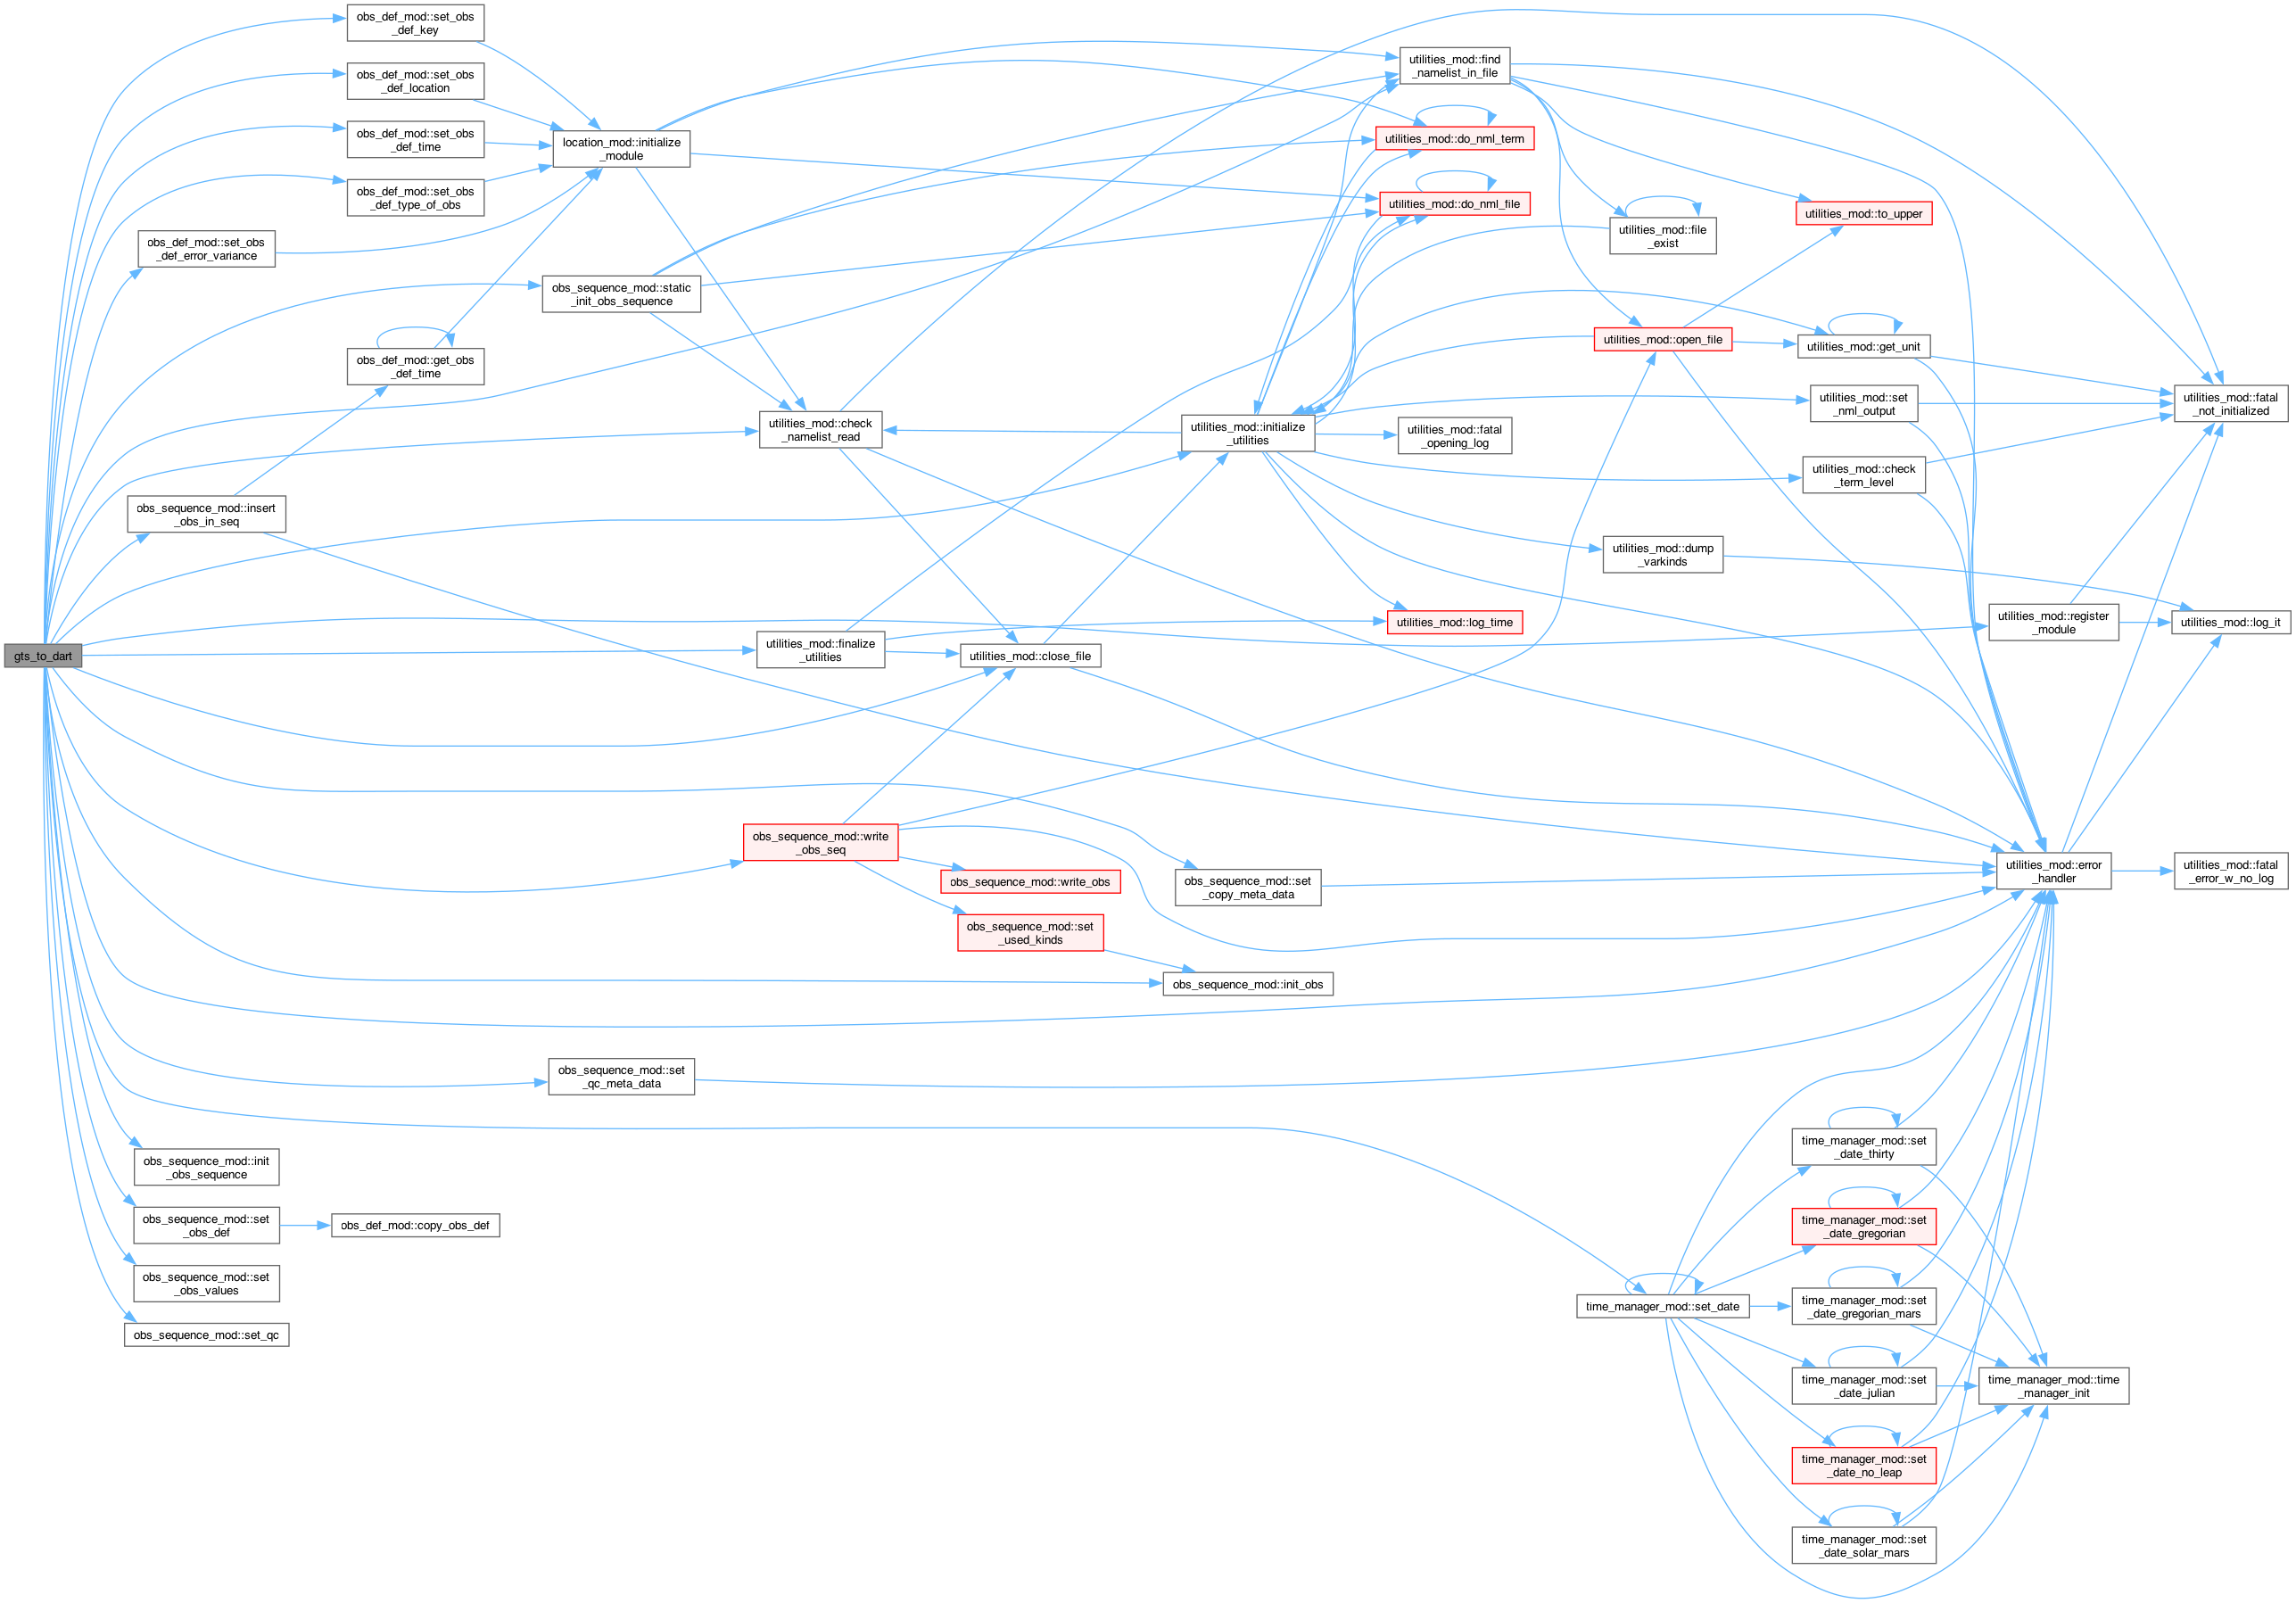 gts_to_dart
obs_def_mod::set_obs
_def_key
obs_def_mod::set_obs
_def_location
obs_def_mod::set_obs
_def_time
obs_def_mod::set_obs
_def_type_of_obs
obs_def_mod::set_obs
_def_error_variance
obs_def_mod::get_obs
_def_time
obs_sequence_mod::insert
_obs_in_seq
location_mod::initialize
_module
obs_sequence_mod::static
_init_obs_sequence
utilities_mod::check
_namelist_read
utilities_mod::finalize
_utilities
utilities_mod::close_file
obs_sequence_mod::write
_obs_seq
obs_sequence_mod::write_obs
obs_sequence_mod::set
_used_kinds
obs_sequence_mod::set
_copy_meta_data
obs_sequence_mod::init_obs
obs_sequence_mod::set
_qc_meta_data
obs_sequence_mod::init
_obs_sequence
obs_sequence_mod::set
_obs_def
obs_def_mod::copy_obs_def
obs_sequence_mod::set
_obs_values
obs_sequence_mod::set_qc
utilities_mod::find
_namelist_in_file
utilities_mod::do_nml_term
utilities_mod::do_nml_file
utilities_mod::initialize
_utilities
utilities_mod::fatal
_opening_log
utilities_mod::log_time
utilities_mod::to_upper
utilities_mod::file
_exist
utilities_mod::open_file
utilities_mod::get_unit
utilities_mod::set
_nml_output
utilities_mod::check
_term_level
utilities_mod::dump
_varkinds
utilities_mod::register
_module
utilities_mod::fatal
_not_initialized
utilities_mod::log_it
utilities_mod::error
_handler
utilities_mod::fatal
_error_w_no_log
time_manager_mod::set_date
time_manager_mod::set
_date_thirty
time_manager_mod::set
_date_gregorian
time_manager_mod::set
_date_gregorian_mars
time_manager_mod::set
_date_julian
time_manager_mod::set
_date_no_leap
time_manager_mod::set
_date_solar_mars
time_manager_mod::time
_manager_init